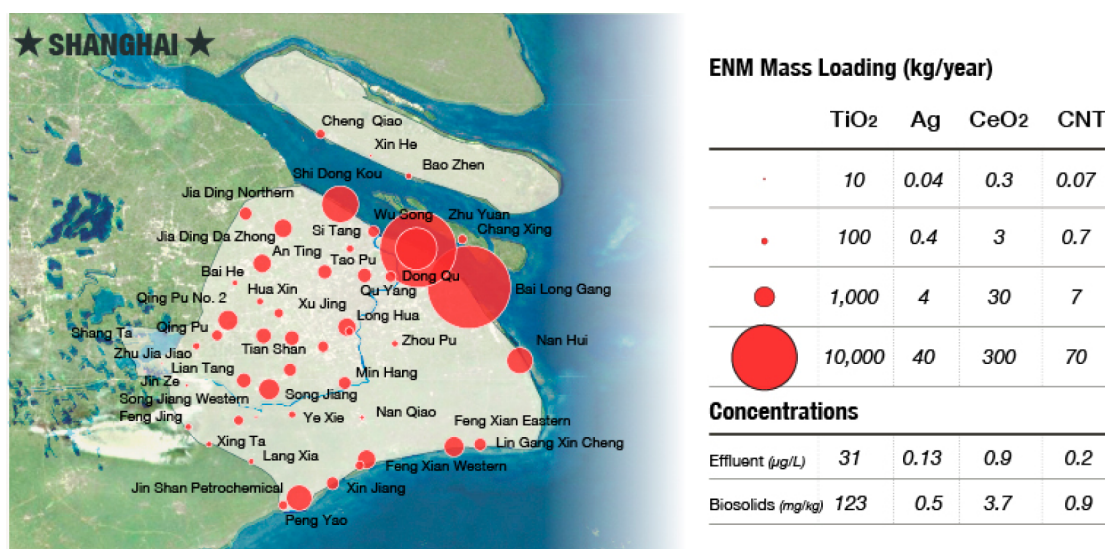 ★ SHANGHAI ★
Cheng Qiao
Xin He
Bao Zhen
Shi Dong Kou
Jia Ding Northern
Wu Song
Zhu Yuan
Si Tang
Chang Xing
Jia Ding Da Zhong
An Ting
Tao Pu
Dong Qu
Bai He
Hua Xin
Qu Yang
Bai Long Gang
Qing Pu No. 2
Xu Jing
Long Hua
Shang Ta
Qing Pu
Nan Hui
Zhou Pu
Zhu Jia Jiao
Tian Shan
Lian Tang
Min Hang
Jin Ze
Song Jiang Western
Song Jiang
Feng Jing
Ye Xie
Nan Qiao
Feng Xian Eastern
Xing Ta
Lin Gang Xin Cheng
Lang Xia
Feng Xian Western
Jin Shan Petrochemical
Xin Jiang
Peng Yao
ENM Mass Loading (kg/year)
TiO2 Ag CeO2 CNT
10 0.04 0.3 0.07
100 0.4 3 0.7
1,000 4 30 7
10,000 40 300 70
Concentrations
Effluent (µg/L) 31 0.13 0.9 0.2
Biosolids (mg/kg) 123 0.5 3.7 0.9